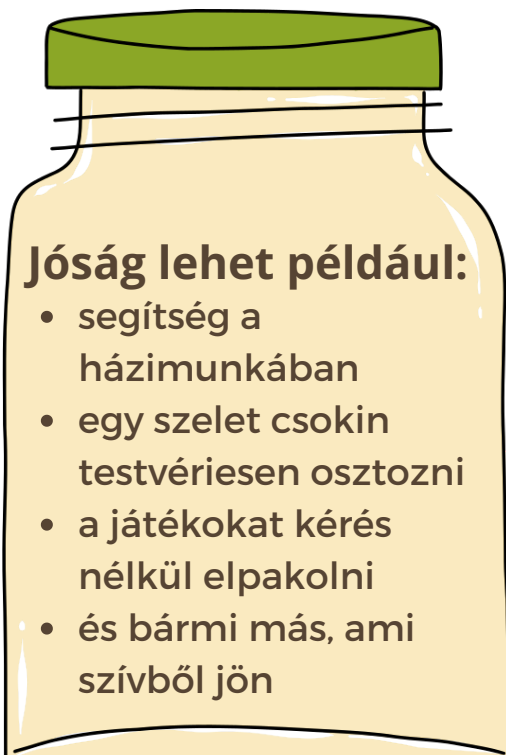 Jóság lehet például:
• segítség a
házimunkában
• egy szelet csokin
testvériesen osztozni
• a játékokat kérés
nélkül elpakolni
• és bármi más, ami
szívből jön